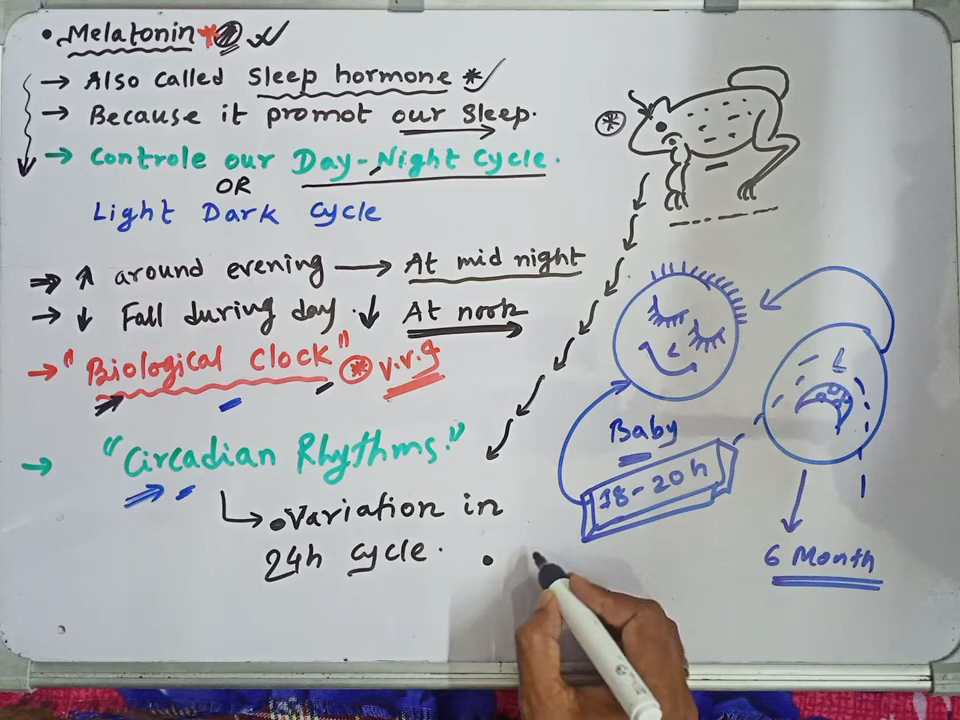 • Melatonin
→ Also called Sleep hormone
→ Because it promot our Sleep.
→ Controle our Day-Night Cycle.
OR
Light Dark Cycle
⇒ ↑ around evening → At mid night
→ ↓ Fall during day. ↓ At noon
→ "Biological Clock" V.V.g
→ "Circadian Rhythms."
• Variation in
24h Cycle.
•
Baby
18-20h
6 Month